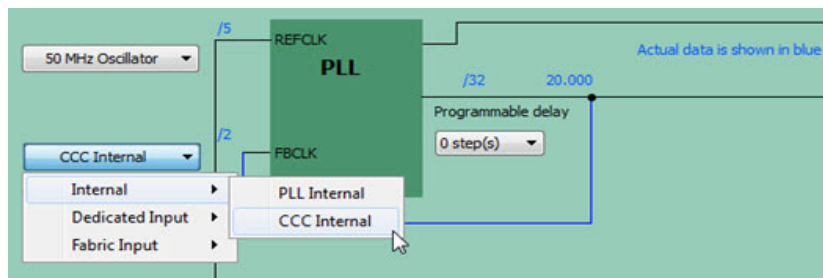 /5
50 MHz Oscillator
REFCLK
PLL
Actual data is shown in blue
/32 20.000
Programmable delay
0 step(s)
/2
CCC Internal
FBCLK
Internal
Dedicated Input
Fabric Input
PLL Internal
CCC Internal